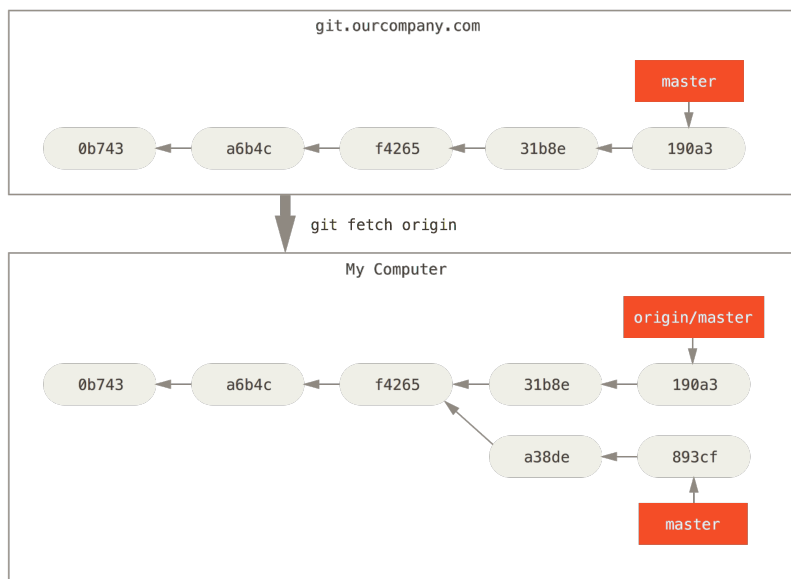 git.ourcompany.com
master
0b743 a6b4c f4265 31b8e 190a3
git fetch origin
My Computer
origin/master
0b743 a6b4c f4265 31b8e 190a3
a38de 893cf
master